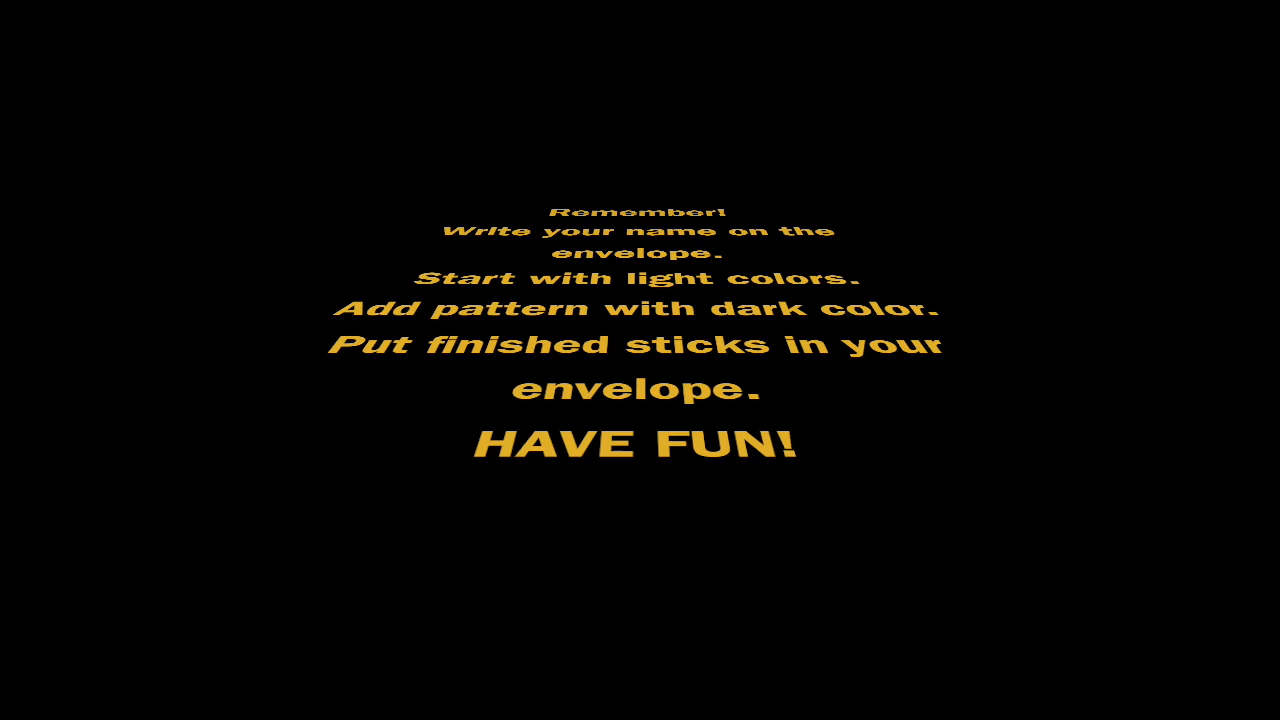 Remember!
Write your name on the
envelope.
Start with light colors.
Add pattern with dark color.
Put finished sticks in your
envelope.
HAVE FUN!